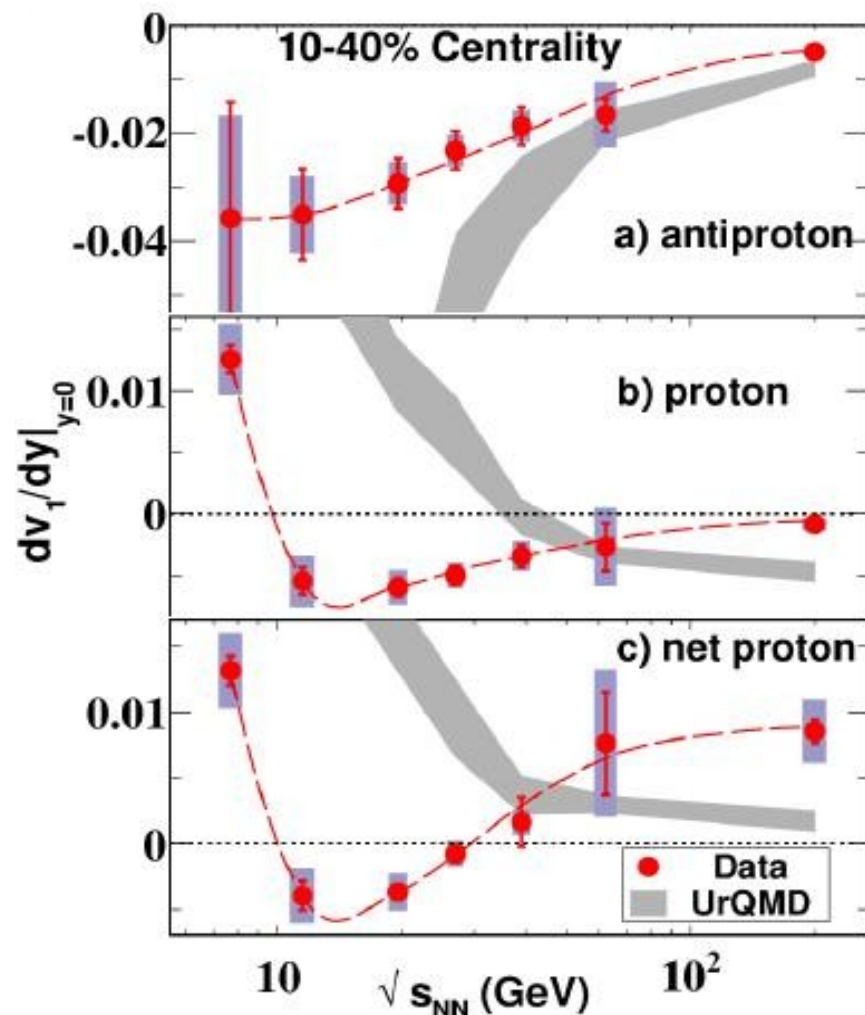 0
10-40% Centrality
-0.02
-0.04
a) antiproton
0.01
b) proton
0
dv1/dy|y=0
c) net proton
0.01
0
Data
UrQMD
10
10²
√ sNN (GeV)